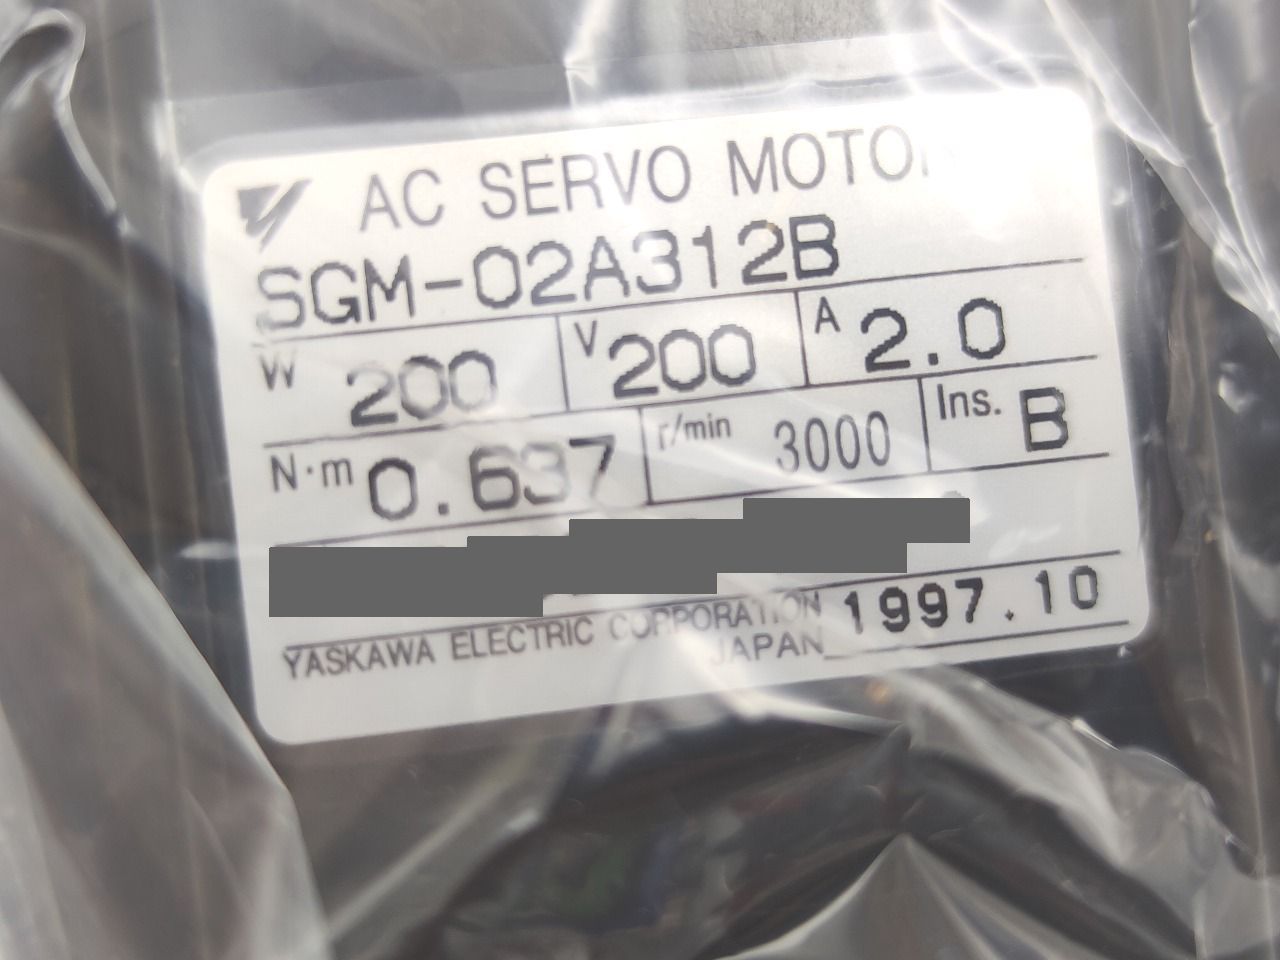 AC SERVO MOTOR
SGM-02A312B
W 200 V 200 A 2.0
N·m 0.637 r/min 3000 Ins. B
YASKAWA ELECTRIC CORPORATION 1997.10
JAPAN